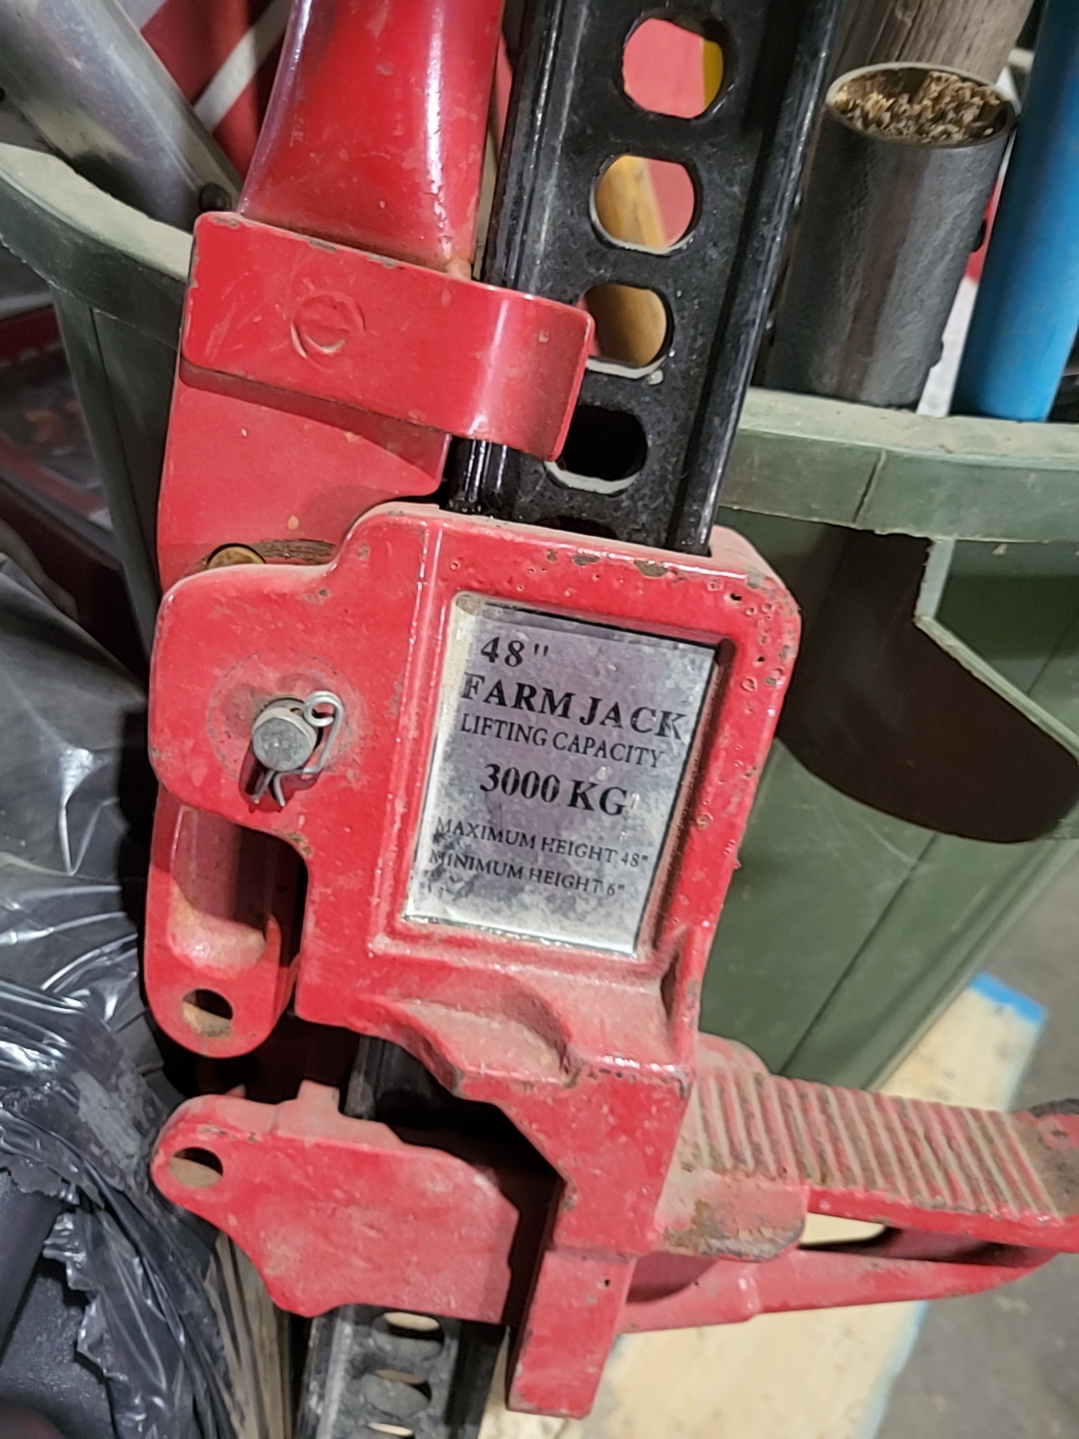 48"
FARM JACK
LIFTING CAPACITY
3000 KG
MAXIMUM HEIGHT 48"
MINIMUM HEIGHT 6"